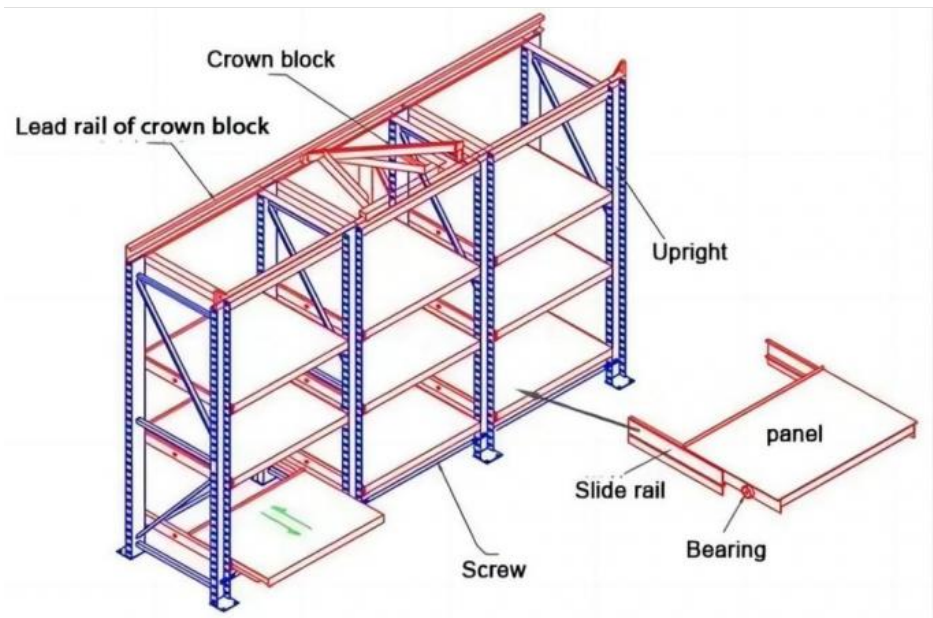 Crown block
Lead rail of crown block
Upright
panel
Slide rail
Bearing
Screw